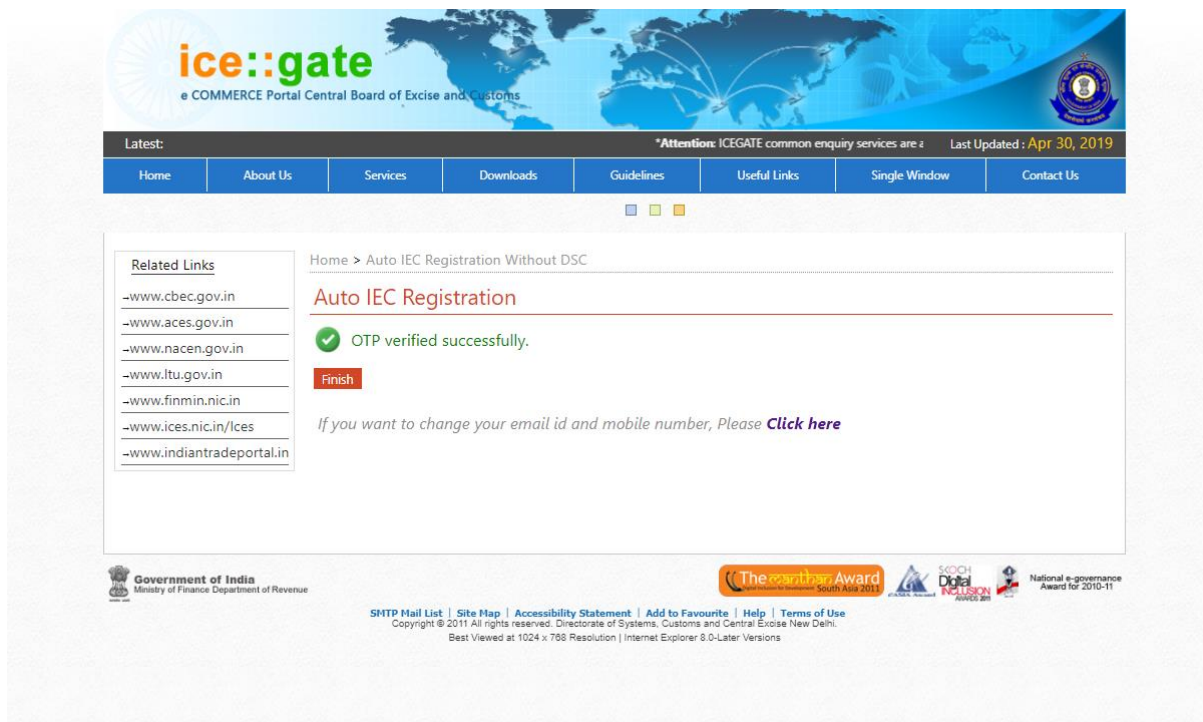 ice::gate
e COMMERCE Portal Central Board of Excise and Customs
Latest: *Attention: ICEGATE common enquiry services are a Last Updated : Apr 30, 2019
Home About Us Services Downloads Guidelines Useful Links Single Window Contact Us
Related Links
→www.cbec.gov.in
→www.aces.gov.in
→www.nacen.gov.in
→www.ltu.gov.in
→www.finmin.nic.in
→www.ices.nic.in/Ices
→www.indiantradeportal.in
Home > Auto IEC Registration Without DSC
Auto IEC Registration
OTP verified successfully.
Finish
If you want to change your email id and mobile number, Please Click here
Government of India
Ministry of Finance Department of Revenue
The manthan Award
Digital Inclusion for Development South Asia 2011
SKOCH
Digital
INCLUSION
AWARDS 2011
National e-governance
Award for 2010-11
SMTP Mail List | Site Map | Accessibility Statement | Add to Favourite | Help | Terms of Use
Copyright © 2011 All rights reserved. Directorate of Systems, Customs and Central Excise New Delhi.
Best Viewed at 1024 x 768 Resolution | Internet Explorer 8.0-Later Versions